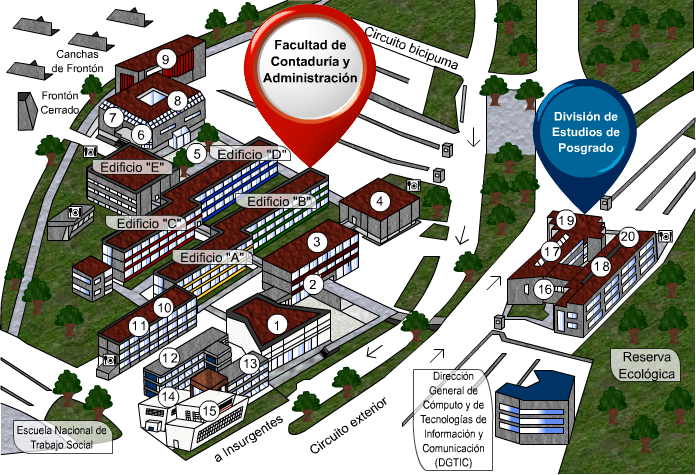 Canchas
de Frontón
Frontón
Cerrado
Facultad de
Contaduría y
Administración
Circuito bicipuma
División de
Estudios de
Posgrado
9
8
7
6
5
Edificio "D"
Edificio "E"
Edificio "B"
Edificio "C"
4
Edificio "A"
3
2
1
10
11
12
13
14
15
19
20
17
18
16
Reserva
Ecológica
Dirección
General de
Cómputo y de
Tecnologías de
Información y
Comunicación
(DGTIC)
Escuela Nacional de
Trabajo Social
a Insurgentes
Circuito exterior